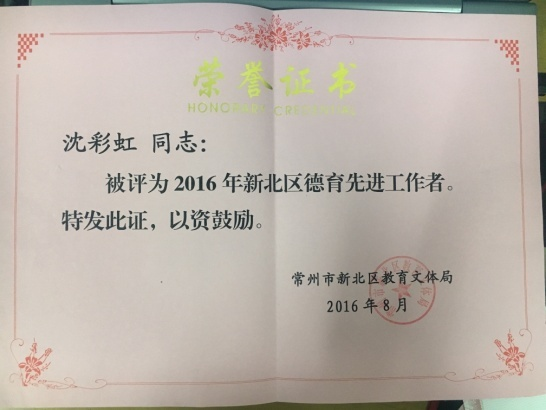 荣誉证书
HONORARY CREDENTIAL
沈彩虹 同志：
被评为2016年新北区德育先进工作者。
特发此证，以资鼓励。
常州市新北区教育文体局
2016年8月